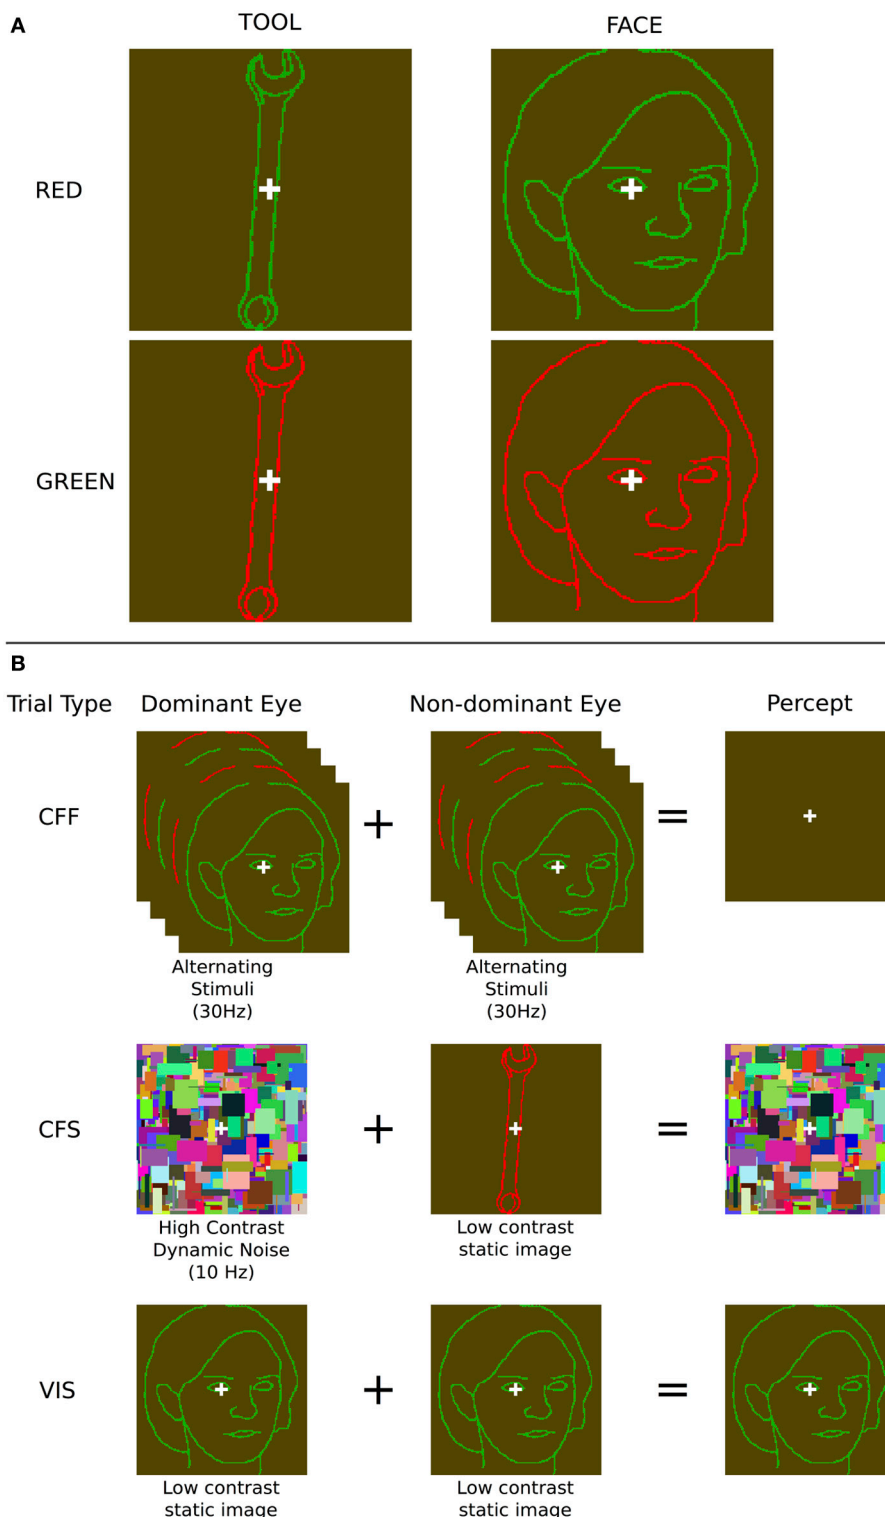 A
TOOL
FACE
RED
GREEN
B
Trial Type
Dominant Eye
Non-dominant Eye
Percept
CFF
+
=
Alternating
Stimuli
(30Hz)
Alternating
Stimuli
(30Hz)
CFS
+
=
High Contrast
Dynamic Noise
(10 Hz)
Low contrast
static image
VIS
+
=
Low contrast
static image
Low contrast
static image